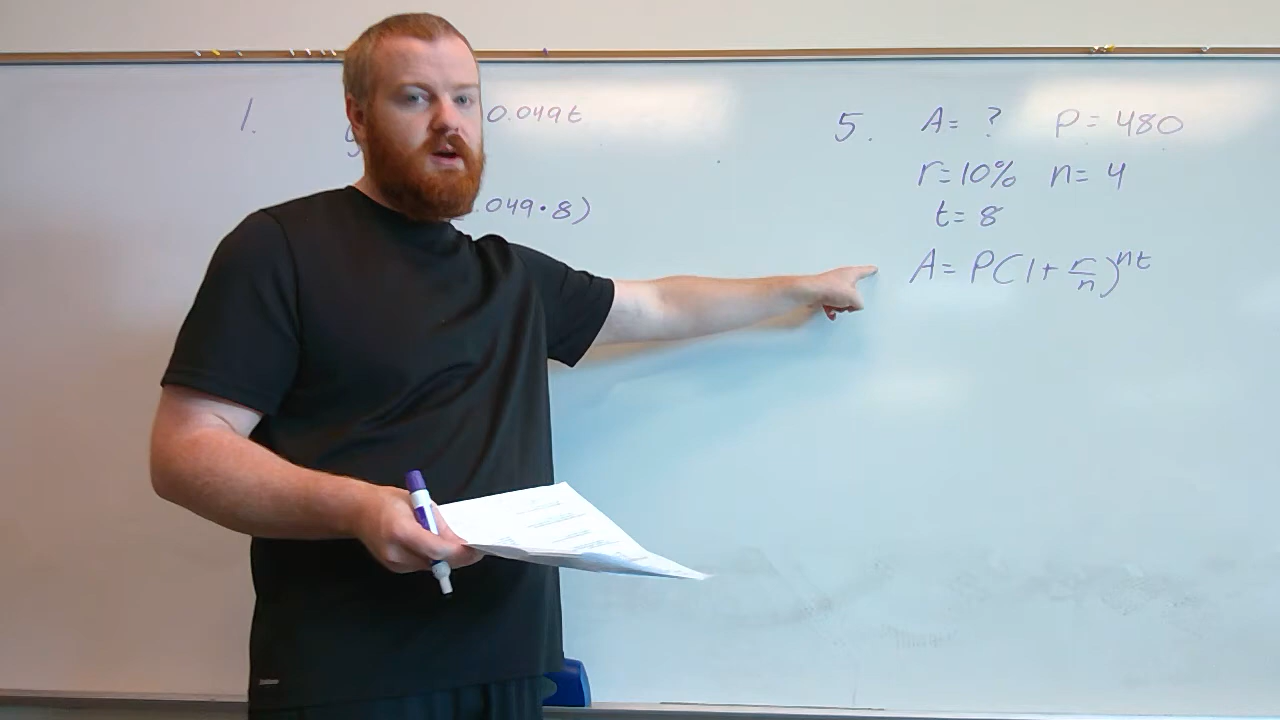 1.
0.049t
.049•8)
5. A= ? P=480
r=10% n=4
t=8
A= P(1+ r/n)^nt